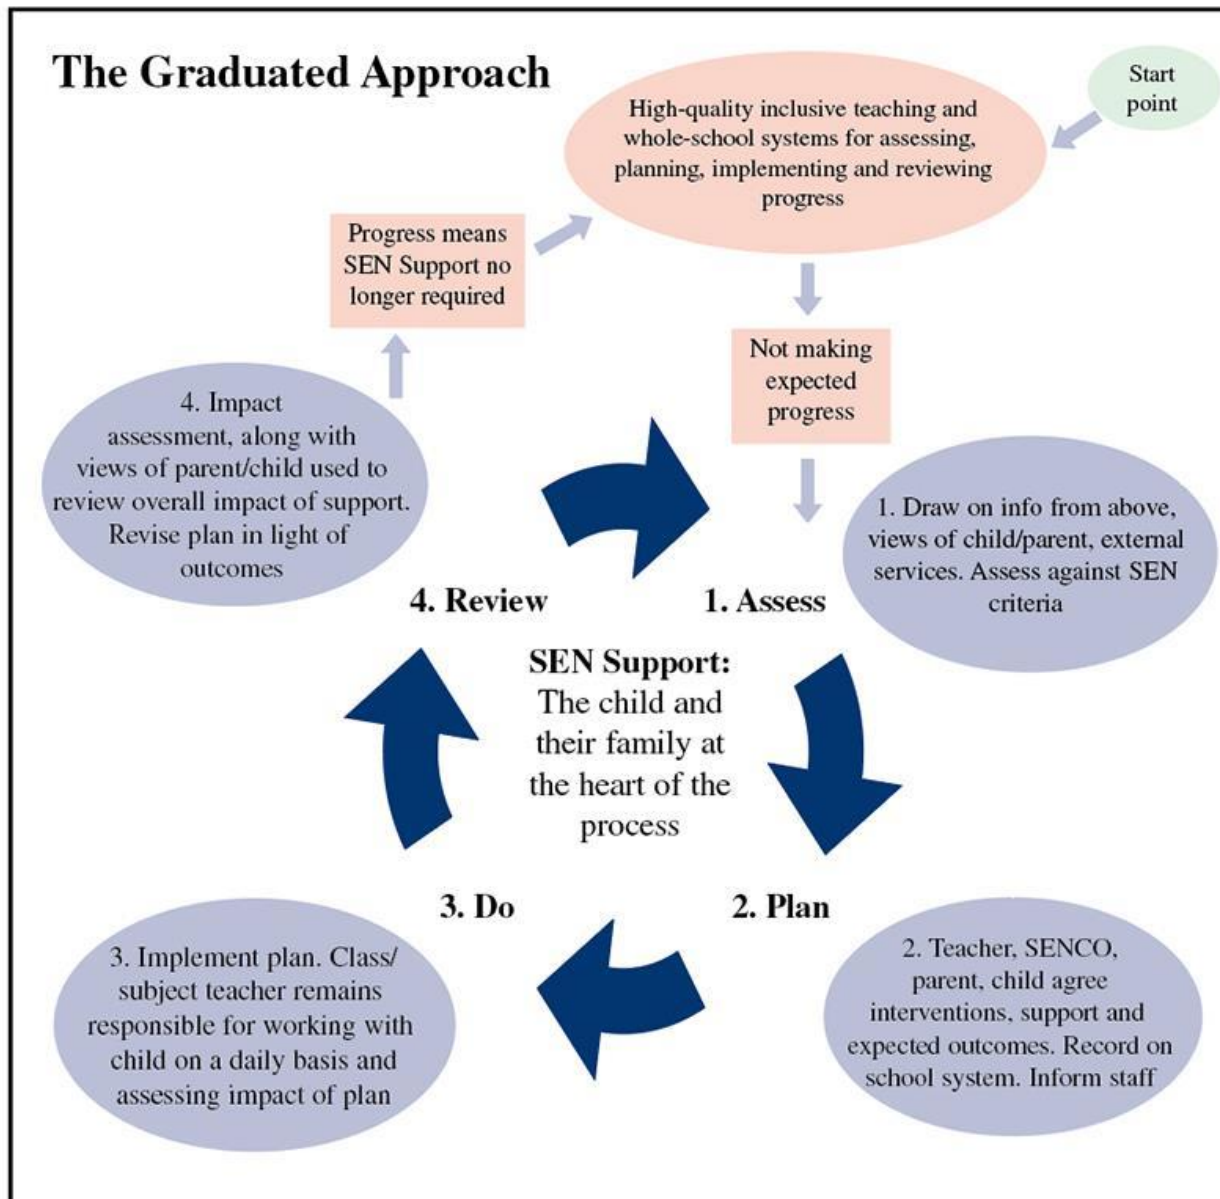 The Graduated Approach
Start
point
High-quality inclusive teaching and
whole-school systems for assessing,
planning, implementing and reviewing
progress
Progress means
SEN Support no
longer required
Not making
expected
progress
4. Impact
assessment, along with
views of parent/child used to
review overall impact of support.
Revise plan in light of
outcomes
1. Draw on info from above,
views of child/parent, external
services. Assess against SEN
criteria
4. Review
1. Assess
SEN Support:
The child and
their family at
the heart of the
process
3. Do
2. Plan
3. Implement plan. Class/
subject teacher remains
responsible for working with
child on a daily basis and
assessing impact of plan
2. Teacher, SENCO,
parent, child agree
interventions, support and
expected outcomes. Record on
school system. Inform staff